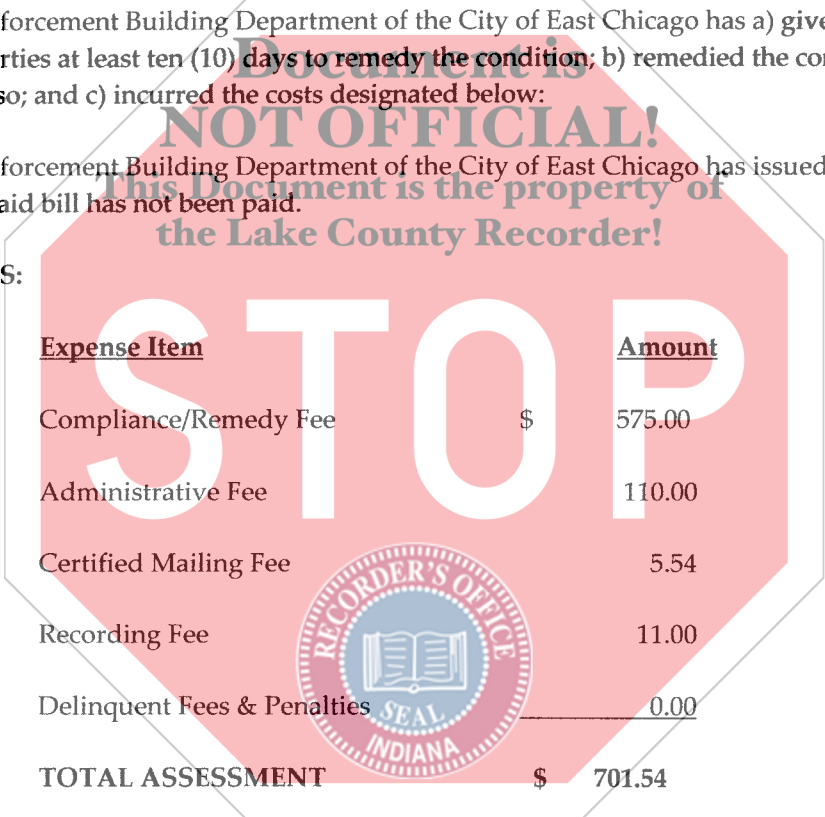 forcement Building Department of the City of East Chicago has a) give
rties at least ten (10) days to remedy the condition; b) remedied the co
so; and c) incurred the costs designated below:
Document is
NOT OFFICIAL!
forcement Building Department of the City of East Chicago has issued
This Document is the property of
aid bill has not been paid.
the Lake County Recorder!
S:
STOP
Expense Item Amount
Compliance/Remedy Fee $ 575.00
Administrative Fee 110.00
Certified Mailing Fee 5.54
Recording Fee 11.00
Delinquent Fees & Penalties 0.00
TOTAL ASSESSMENT $ 701.54
RECORDER'S OFFICE
SEAL
INDIANA